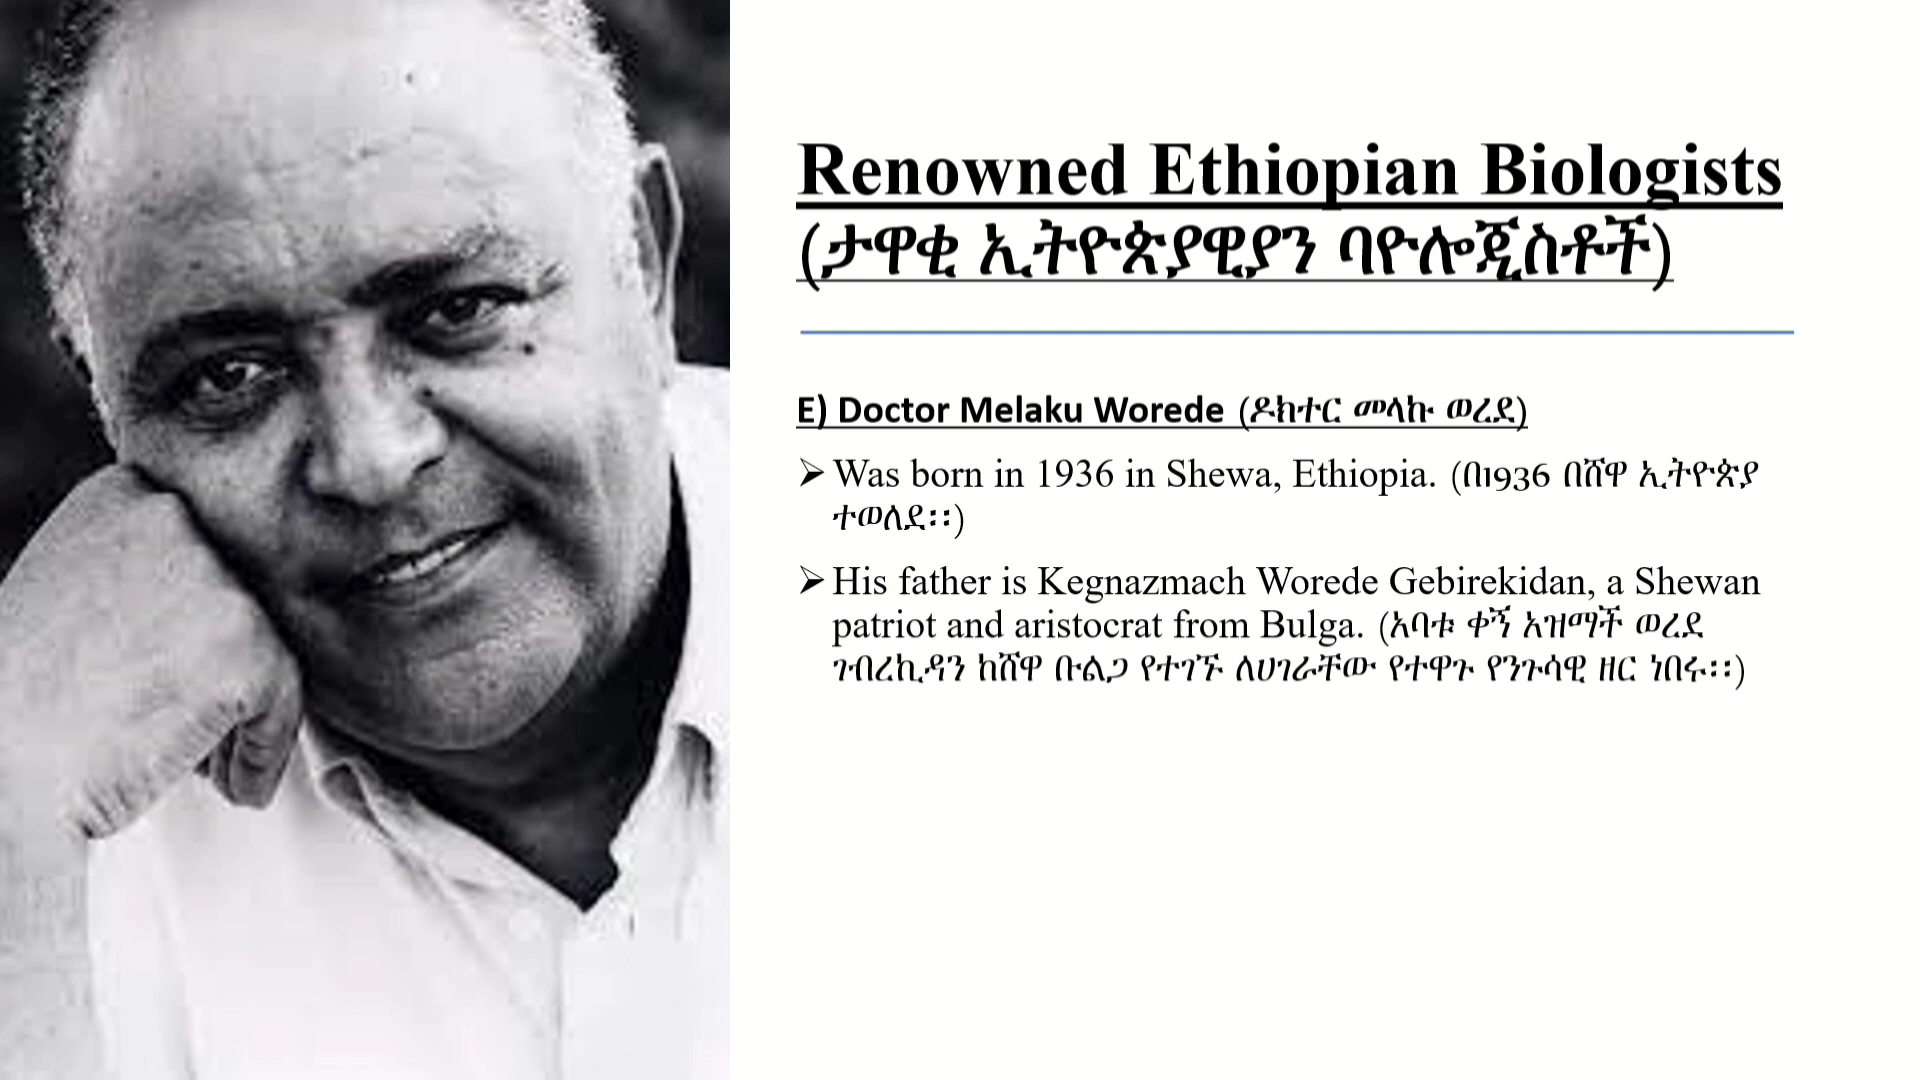 Renowned Ethiopian Biologists
(ታዋቂ ኢትዮጵያዊያን ባዮሎጂስቶች)
E) Doctor Melaku Worede (ዶክተር መላኩ ወረደ)
➢ Was born in 1936 in Shewa, Ethiopia. (በ1936 በሸዋ ኢትዮጵያ
ተወለደ፡፡)
➢ His father is Kegnazmach Worede Gebirekidan, a Shewan
patriot and aristocrat from Bulga. (አባቱ ቀኝ አዝማች ወረደ
ገብረኪዳን ከሸዋ ቡልጋ የተገኙ ለሀገራቸው የተዋጉ የንጉሳዊ ዘር ነበሩ፡፡)